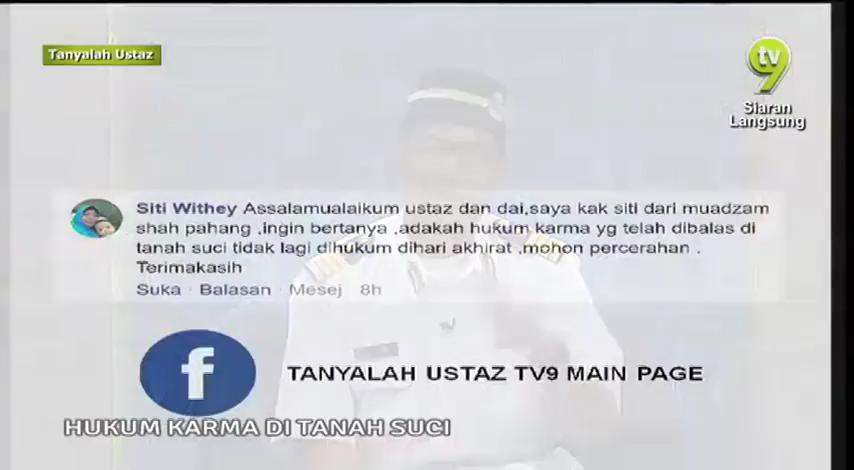 Tanyalah Ustaz
tv9
Siaran
Langsung
Siti Withey Assalamualaikum ustaz dan dai,saya kak siti dari muadzam
shah pahang ,ingin bertanya ,adakah hukum karma yg telah dibalas di
tanah suci tidak lagi dihukum dihari akhirat ,mohon percerahan .
Terimakasih
Suka · Balasan · Mesej 8h
f
TANYALAH USTAZ TV9 MAIN PAGE
HUKUM KARMA DI TANAH SUCI